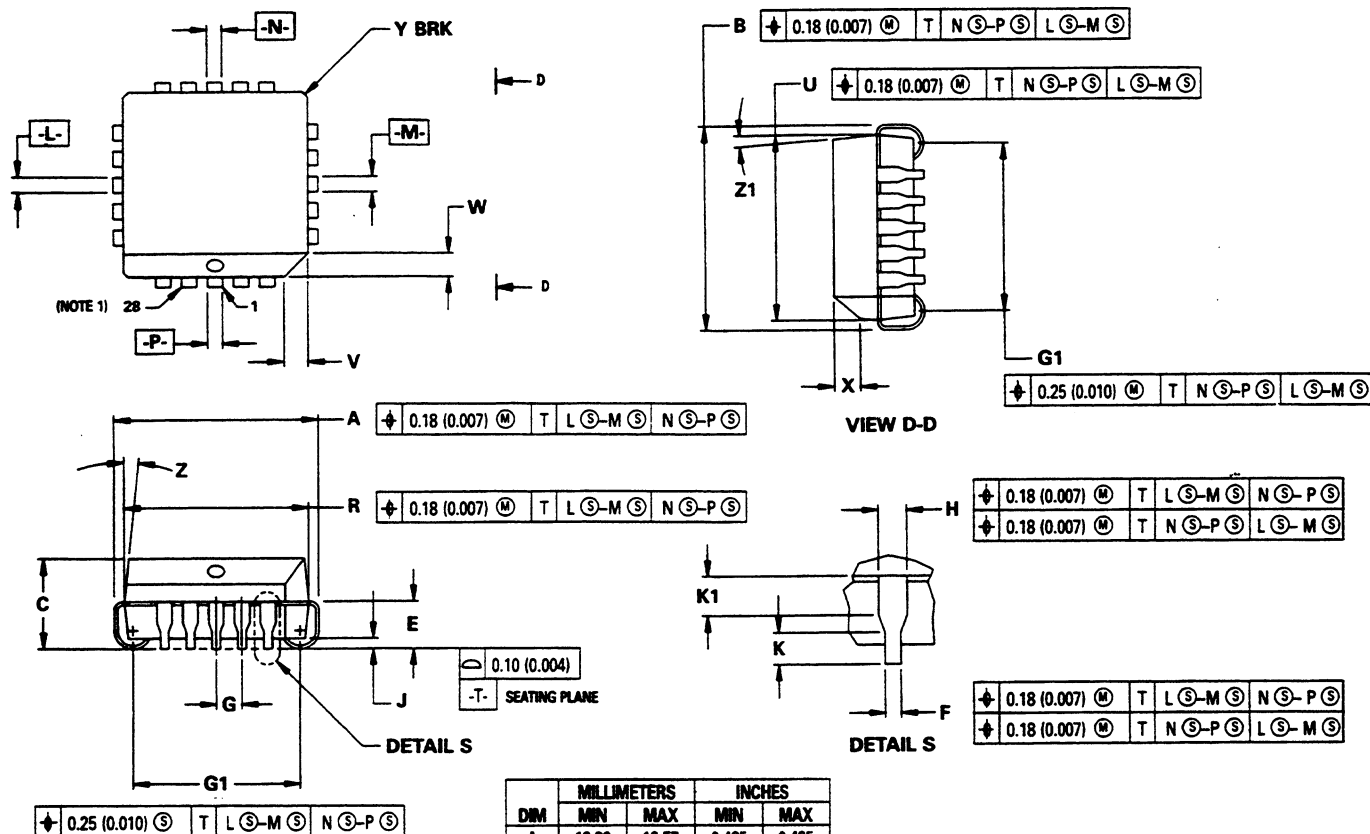 -N-
Y BRK
D
-L-
-M-
W
(NOTE 1) 28
1
D
-P-
V
B ⌖ 0.18 (0.007) Ⓜ T N Ⓢ–P Ⓢ L Ⓢ–M Ⓢ
U ⌖ 0.18 (0.007) Ⓜ T N Ⓢ–P Ⓢ L Ⓢ–M Ⓢ
Z1
G1
X
⌖ 0.25 (0.010) Ⓜ T N Ⓢ–P Ⓢ L Ⓢ–M Ⓢ
VIEW D-D
A ⌖ 0.18 (0.007) Ⓜ T L Ⓢ–M Ⓢ N Ⓢ–P Ⓢ
Z
R ⌖ 0.18 (0.007) Ⓜ T L Ⓢ–M Ⓢ N Ⓢ–P Ⓢ
C
E
⌓ 0.10 (0.004)
-T- SEATING PLANE
G
J
DETAIL S
G1
⌖ 0.25 (0.010) Ⓢ T L Ⓢ–M Ⓢ N Ⓢ–P Ⓢ
⌖ 0.18 (0.007) Ⓜ T L Ⓢ–M Ⓢ N Ⓢ–P Ⓢ
H
⌖ 0.18 (0.007) Ⓜ T N Ⓢ–P Ⓢ L Ⓢ–M Ⓢ
K1
K
⌖ 0.18 (0.007) Ⓜ T L Ⓢ–M Ⓢ N Ⓢ–P Ⓢ
F
⌖ 0.18 (0.007) Ⓜ T N Ⓢ–P Ⓢ L Ⓢ–M Ⓢ
DETAIL S
MILLIMETERS INCHES
DIM MIN MAX MIN MAX